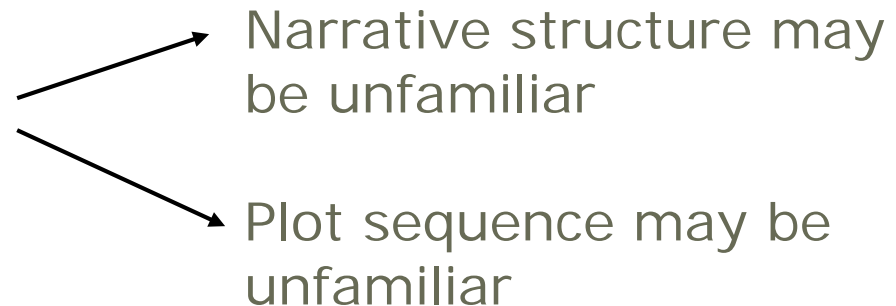 Narrative structure may
be unfamiliar
Plot sequence may be
unfamiliar